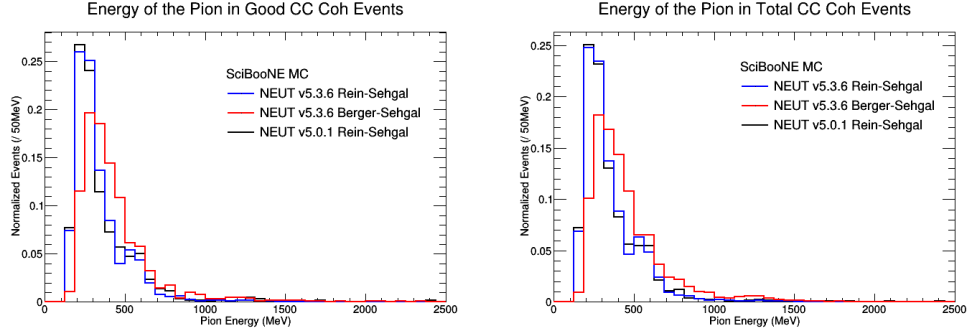 Energy of the Pion in Good CC Coh Events
Normalized Events (/ 50MeV)
0.25
0.2
0.15
0.1
0.05
0
SciBooNE MC
NEUT v5.3.6 Rein-Sehgal
NEUT v5.3.6 Berger-Sehgal
NEUT v5.0.1 Rein-Sehgal
0 500 1000 1500 2000 2500
Pion Energy (MeV)
Energy of the Pion in Total CC Coh Events
Normalized Events (/ 50MeV)
0.25
0.2
0.15
0.1
0.05
0
SciBooNE MC
NEUT v5.3.6 Rein-Sehgal
NEUT v5.3.6 Berger-Sehgal
NEUT v5.0.1 Rein-Sehgal
0 500 1000 1500 2000 2500
Pion Energy (MeV)